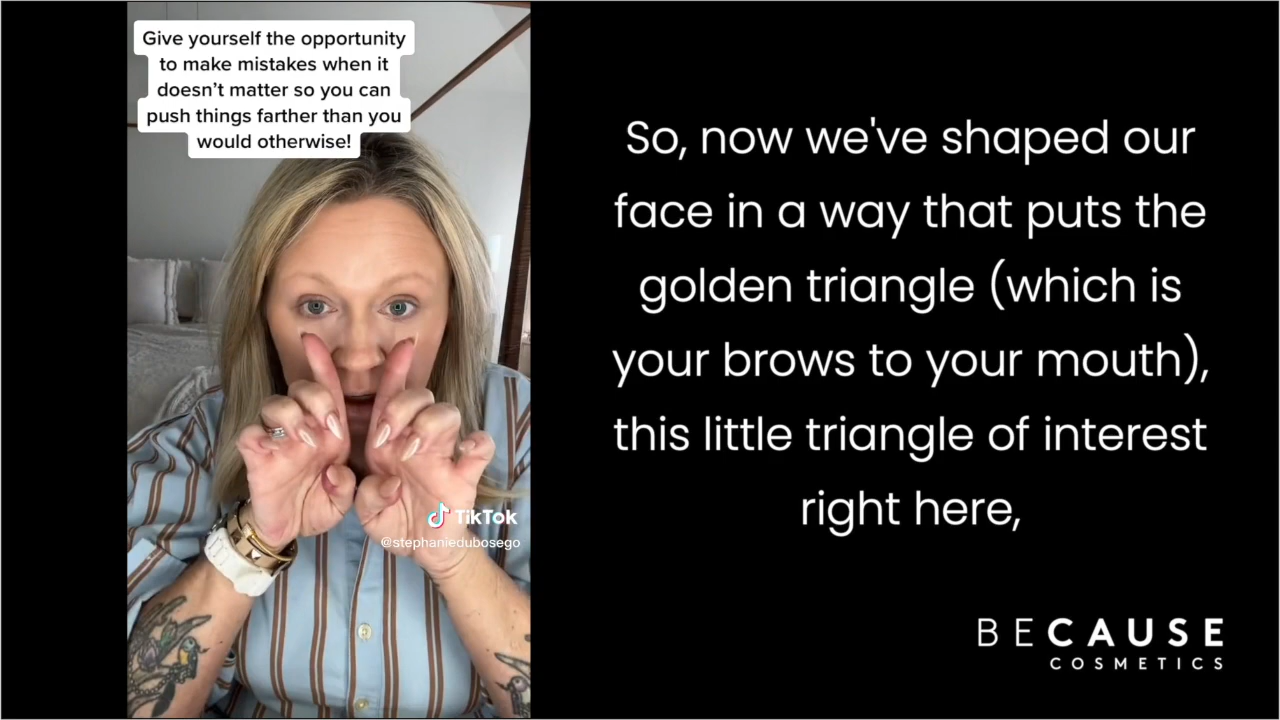 Give yourself the opportunity
to make mistakes when it
doesn't matter so you can
push things farther than you
would otherwise!
TikTok
@stephaniedubosego
So, now we've shaped our
face in a way that puts the
golden triangle (which is
your brows to your mouth),
this little triangle of interest
right here,
BECAUSE
COSMETICS